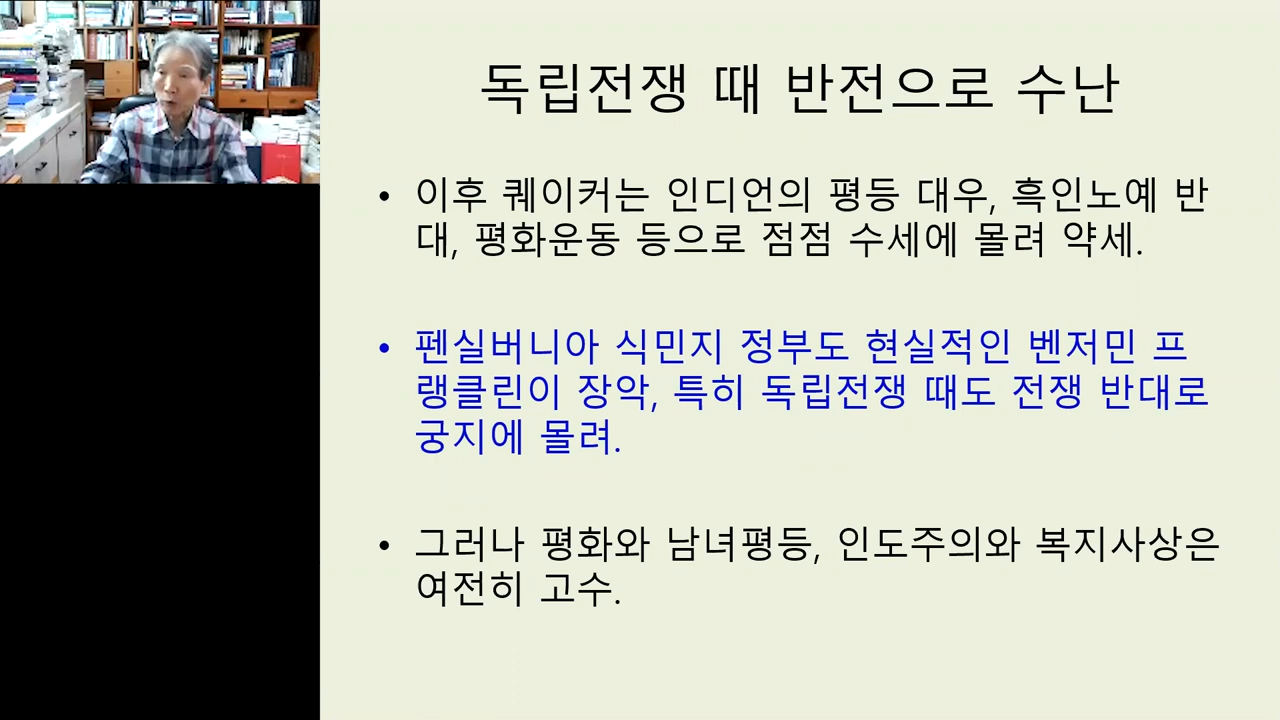 독립전쟁 때 반전으로 수난
• 이후 퀘이커는 인디언의 평등 대우, 흑인노예 반
대, 평화운동 등으로 점점 수세에 몰려 약세.
• 펜실버니아 식민지 정부도 현실적인 벤저민 프
랭클린이 장악, 특히 독립전쟁 때도 전쟁 반대로
궁지에 몰려.
• 그러나 평화와 남녀평등, 인도주의와 복지사상은
여전히 고수.